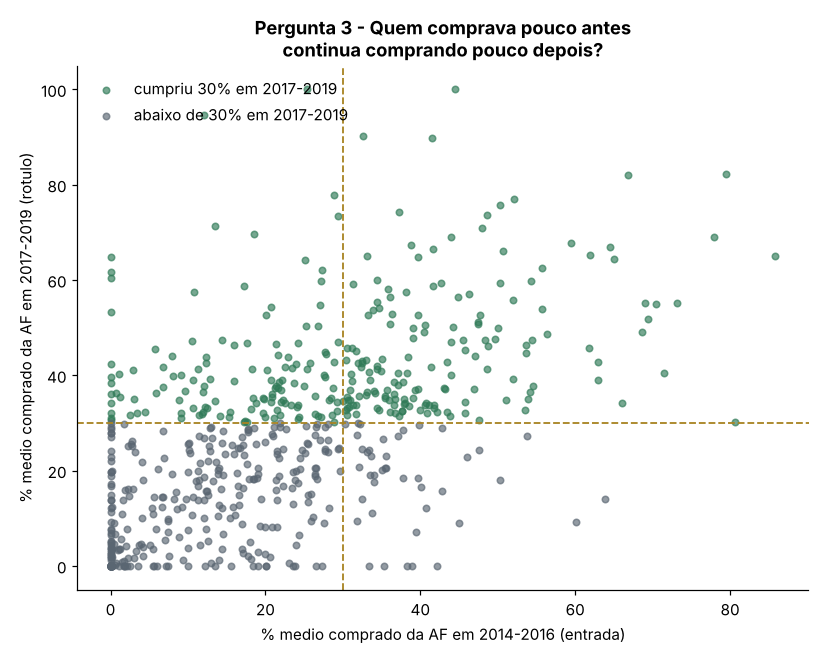 Pergunta 3 - Quem comprava pouco antes
continua comprando pouco depois?
cumpriu 30% em 2017-2019
abaixo de 30% em 2017-2019
% medio comprado da AF em 2017-2019 (rotulo)
100
80
60
40
20
0
0
20
40
60
80
% medio comprado da AF em 2014-2016 (entrada)